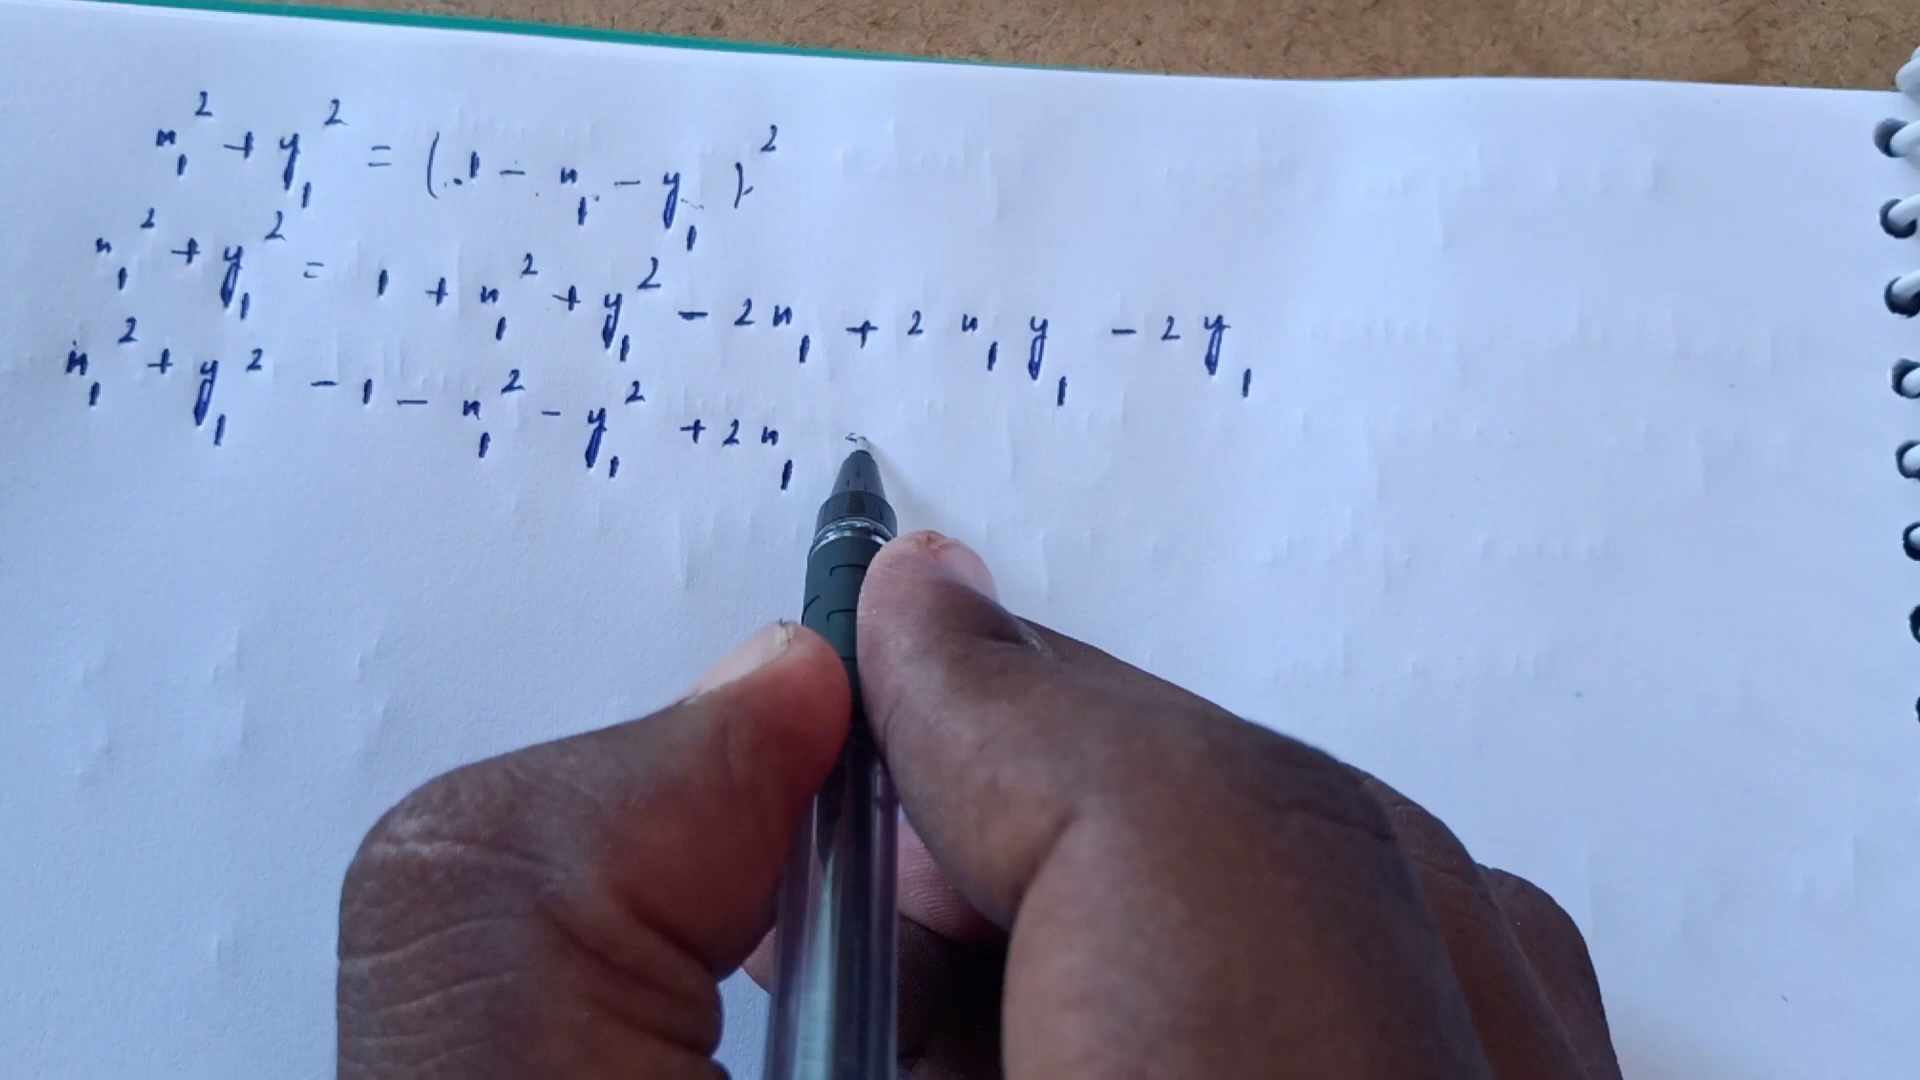 x₁² + y₁² = (1 - x₁ - y₁)²
x₁² + y₁² = 1 + x₁² + y₁² - 2x₁ + 2x₁y₁ - 2y₁
x₁² + y₁² - 1 - x₁² - y₁² + 2x₁